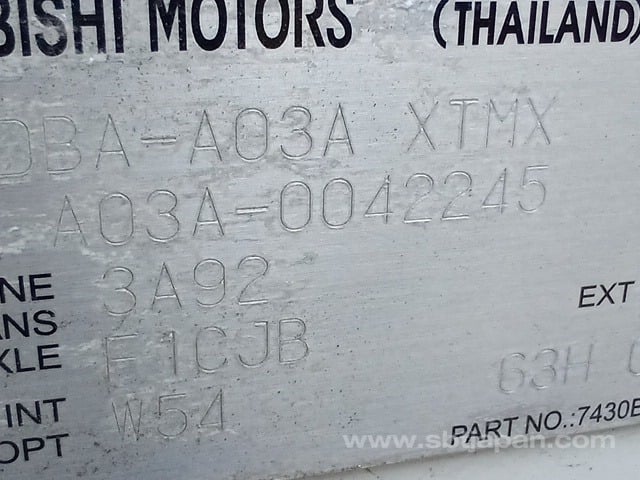 BISHI MOTORS (THAILAND)
DBA-A03A XTMX
A03A-0042245
NE 3A92
ANS
KLE F1CJB EXT
INT W54 63H
OPT PART NO.:7430B
www.sbtjapan.com